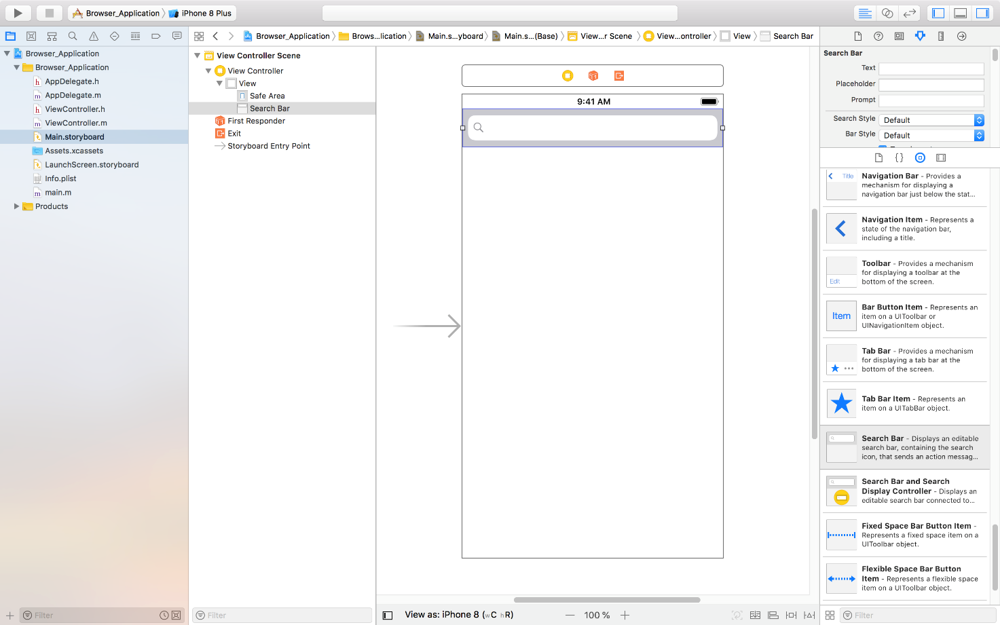 Browser_Application
iPhone 8 Plus
Browser_Application
Brows...lication
Main.s...yboard
Main.s...(Base)
View...r Scene
View...ontroller
View
Search Bar
Browser_Application
Browser_Application
AppDelegate.h
AppDelegate.m
ViewController.h
ViewController.m
Main.storyboard
Assets.xcassets
LaunchScreen.storyboard
Info.plist
main.m
Products
Filter
View Controller Scene
View Controller
View
Safe Area
Search Bar
First Responder
Exit
Storyboard Entry Point
Filter
9:41 AM
View as: iPhone 8 (wC hR)
100 %
Search Bar
Text
Placeholder
Prompt
Search Style
Default
Bar Style
Default
Title
Navigation Bar - Provides a
mechanism for displaying a
navigation bar just below the stat...
Navigation Item - Represents a
state of the navigation bar,
including a title.
Edit
Toolbar - Provides a mechanism
for displaying a toolbar at the
bottom of the screen.
Item
Bar Button Item - Represents an
item on a UIToolbar or
UINavigationItem object.
Tab Bar - Provides a mechanism
for displaying a tab bar at the
bottom of the screen.
Tab Bar Item - Represents an
item on a UITabBar object.
Search Bar - Displays an editable
search bar, containing the search
icon, that sends an action messag...
Search Bar and Search
Display Controller - Displays an
editable search bar connected to...
Fixed Space Bar Button Item -
Represents a fixed space item on a
UIToolbar object.
Flexible Space Bar Button
Item - Represents a flexible space
item on a UIToolbar object.
Filter